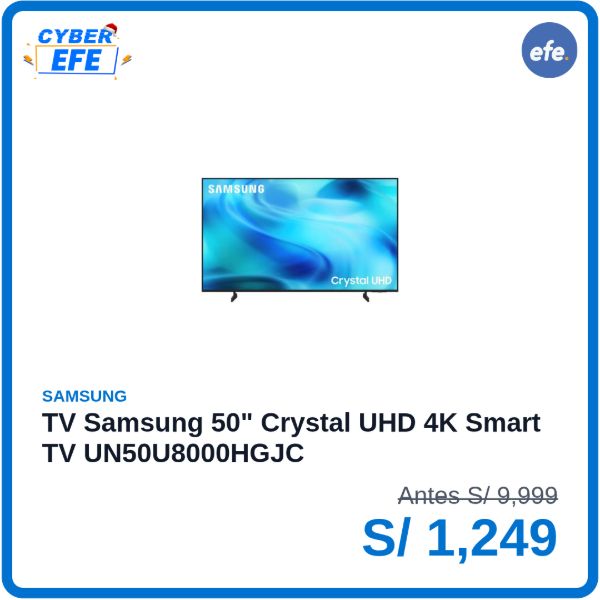 CYBER
EFE
efe.
SAMSUNG
Crystal UHD
SAMSUNG
TV Samsung 50" Crystal UHD 4K Smart
TV UN50U8000HGJC
Antes S/ 9,999
S/ 1,249